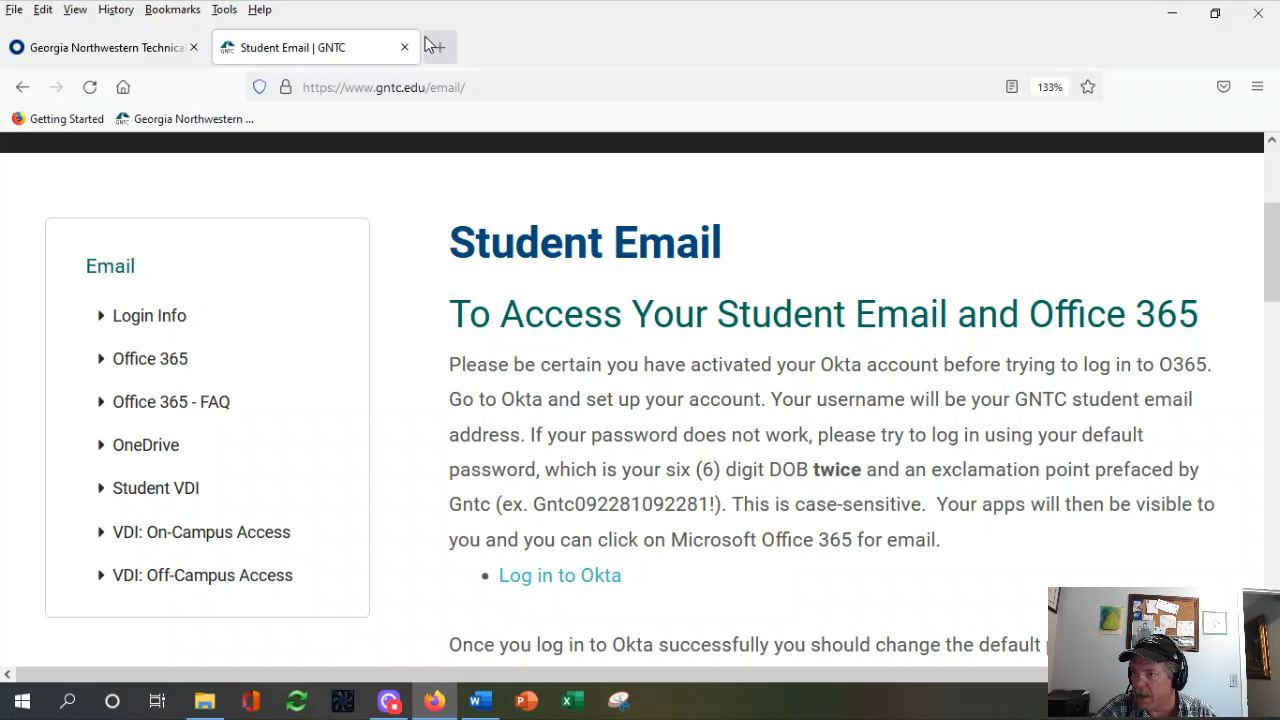 File Edit View History Bookmarks Tools Help
Georgia Northwestern Technica
GNTC Student Email | GNTC
https://www.gntc.edu/email/
133%
Getting Started GNTC Georgia Northwestern ...
Email
Login Info
Office 365
Office 365 - FAQ
OneDrive
Student VDI
VDI: On-Campus Access
VDI: Off-Campus Access
Student Email
To Access Your Student Email and Office 365
Please be certain you have activated your Okta account before trying to log in to O365.
Go to Okta and set up your account. Your username will be your GNTC student email
address. If your password does not work, please try to log in using your default
password, which is your six (6) digit DOB twice and an exclamation point prefaced by
Gntc (ex. Gntc092281092281!). This is case-sensitive. Your apps will then be visible to
you and you can click on Microsoft Office 365 for email.
Log in to Okta
Once you log in to Okta successfully you should change the default